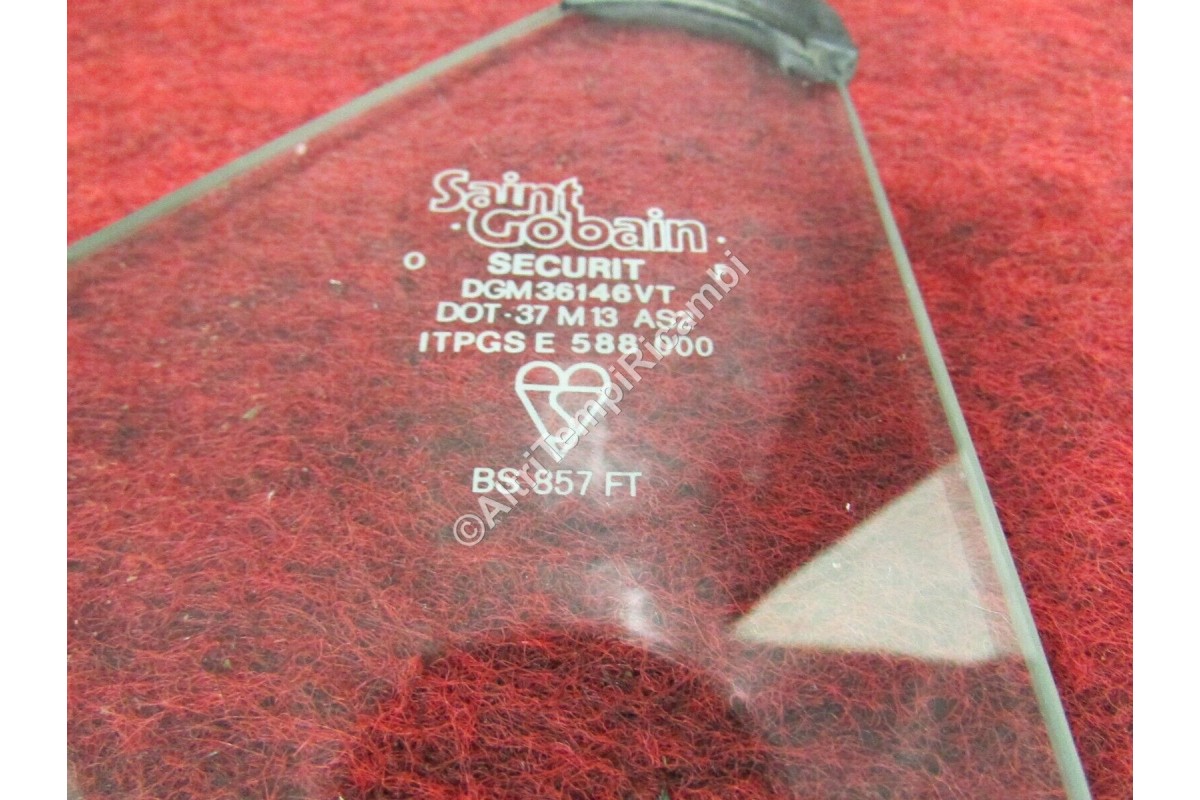 Saint
·Gobain·
O SECURIT
DGM36146VT
DOT-37 M13 AS2
ITPGS E 588 000
BS 857 FT
©AltriTempiRicambi